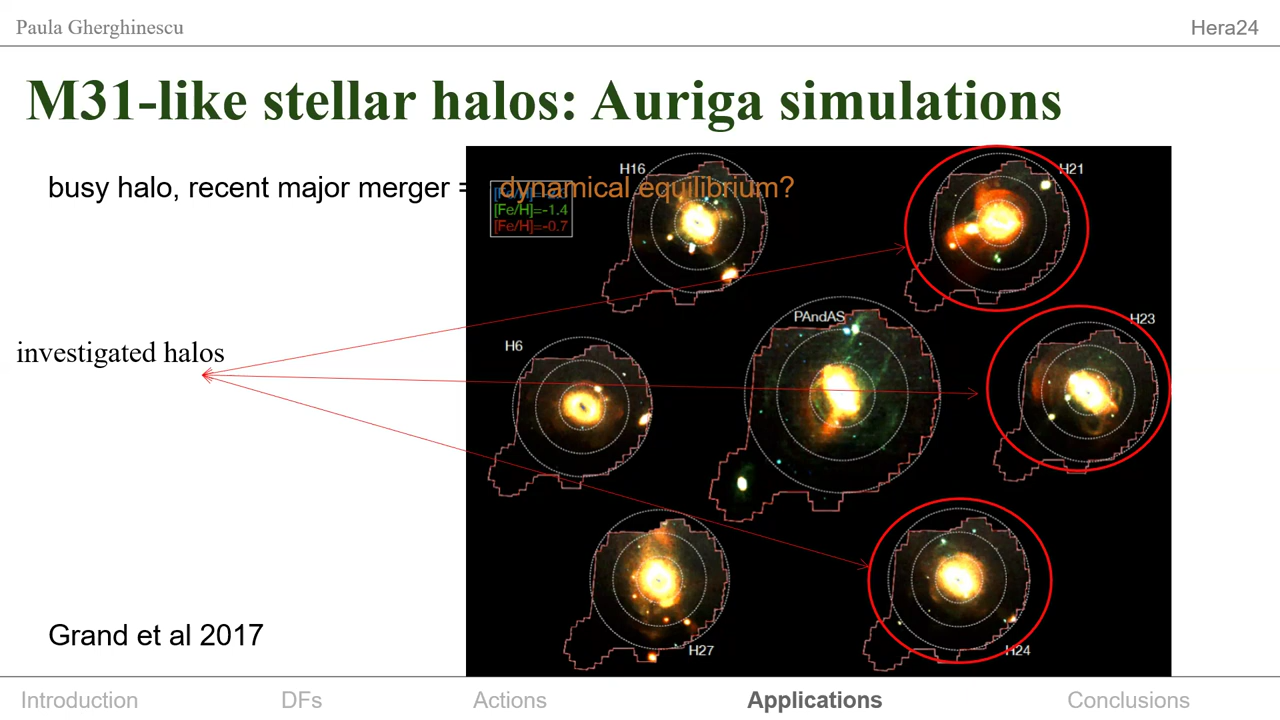 Paula Gherghinescu
Hera24
M31-like stellar halos: Auriga simulations
busy halo, recent major merger = dynamical equilibrium?
H16
H21
[Fe/H]=-1.4
[Fe/H]=-0.7
PAndAS
H23
investigated halos
H6
Grand et al 2017
H27
H24
Introduction
DFs
Actions
Applications
Conclusions